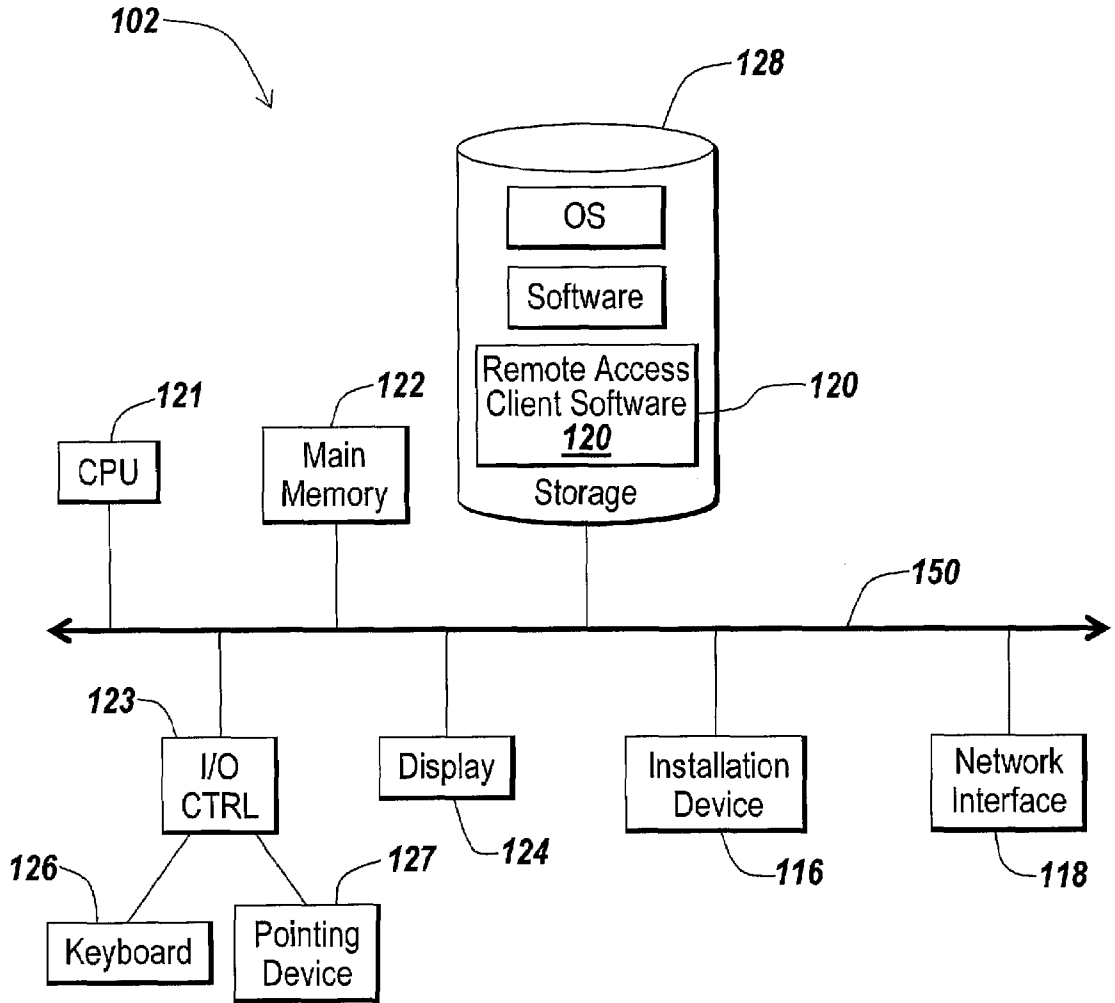 102
128
OS
Software
Remote Access
Client Software
120
120
Storage
121
CPU
122
Main
Memory
150
123
I/O
CTRL
Display
124
Installation
Device
116
Network
Interface
118
126
Keyboard
127
Pointing
Device